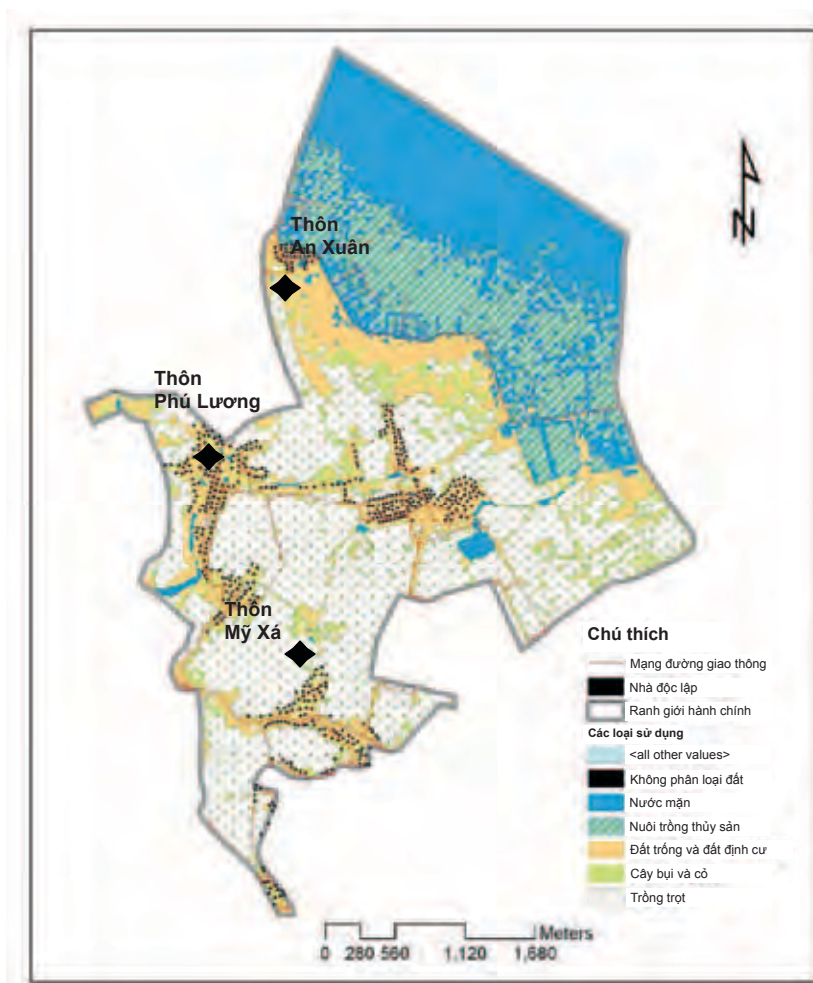 Thôn
An Xuân
Thôn
Phú Lương
Thôn
Mỹ Xá
N
Chú thích
Mạng đường giao thông
Nhà độc lập
Ranh giới hành chính
Các loại sử dụng
<all other values>
Không phân loại đất
Nước mặn
Nuôi trồng thủy sản
Đất trống và đất định cư
Cây bụi và cỏ
Trồng trọt
Meters
0 280 560 1.120 1,680